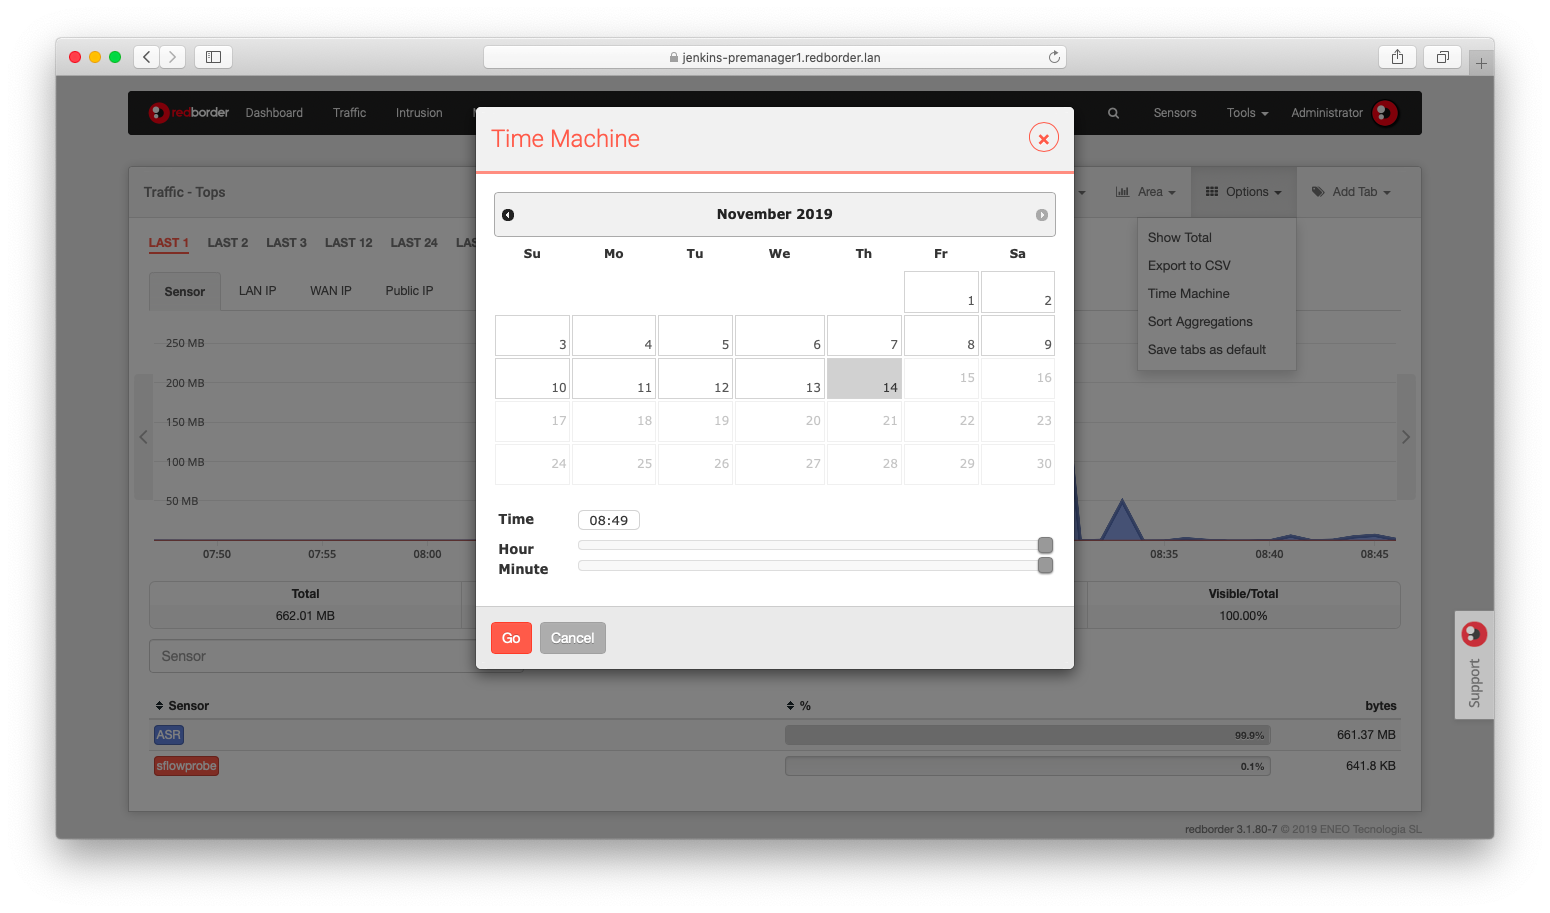 jenkins-premanager1.redborder.lan
redborder Dashboard Traffic Intrusion Sensors Tools Administrator
Time Machine
Traffic - Tops Area Options Add Tab
LAST 1 LAST 2 LAST 3 LAST 12 LAST 24
Sensor LAN IP WAN IP Public IP
Show Total
Export to CSV
Time Machine
Sort Aggregations
Save tabs as default
November 2019
Su Mo Tu We Th Fr Sa
1 2
3 4 5 6 7 8 9
10 11 12 13 14 15 16
17 18 19 20 21 22 23
24 25 26 27 28 29 30
Time 08:49
Hour
Minute
Go Cancel
250 MB
200 MB
150 MB
100 MB
50 MB
07:50 07:55 08:00 08:35 08:40 08:45
Total Visible/Total
662.01 MB 100.00%
Sensor
Sensor % bytes
ASR 99.9% 661.37 MB
sflowprobe 0.1% 641.8 KB
Support
redborder 3.1.80-7 © 2019 ENEO Tecnologia SL